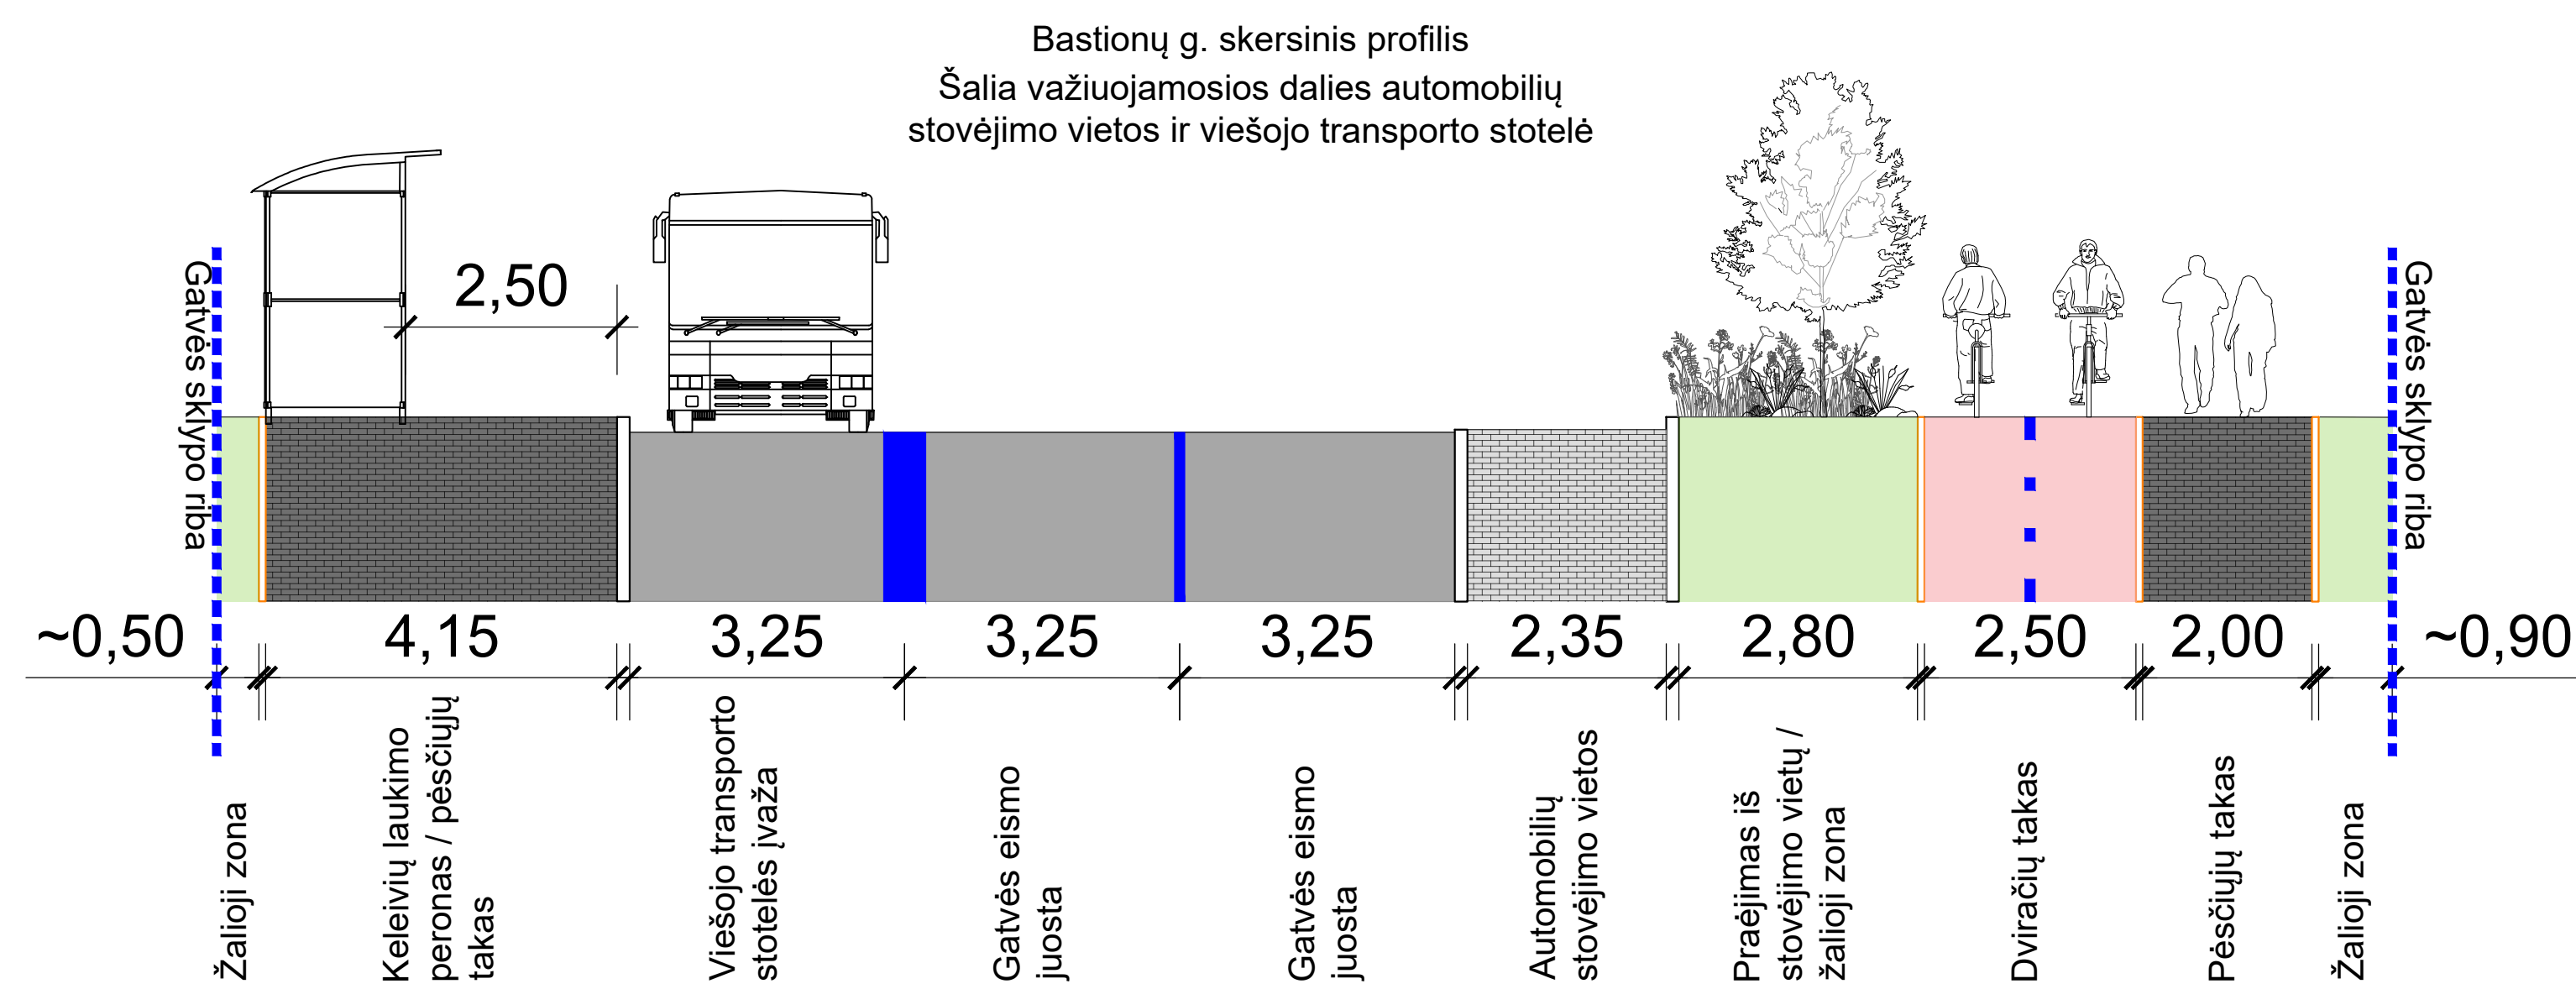 Bastionų g. skersinis profilis
Šalia važiuojamosios dalies automobilių
stovėjimo vietos ir viešojo transporto stotelė
Gatvės sklypo riba
2,50
Gatvės sklypo riba
~0,50
4,15
3,25
3,25
3,25
2,35
2,80
2,50
2,00
~0,90
Žalioji zona
Keleivių laukimo
peronas / pėsčiųjų
takas
Viešojo transporto
stotelės įvaža
Gatvės eismo
juosta
Gatvės eismo
juosta
Automobilių
stovėjimo vietos
Praėjimas iš
stovėjimo vietų /
žalioji zona
Dviračių takas
Pėsčiųjų takas
Žalioji zona